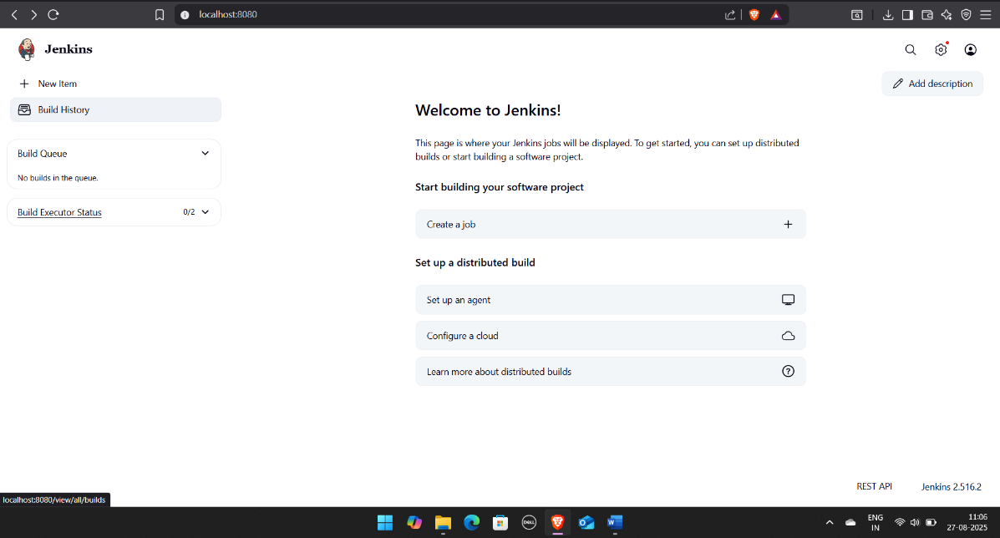 localhost:8080
Jenkins
New Item
Add description
Build History
Build Queue
No builds in the queue.
Build Executor Status 0/2
Welcome to Jenkins!
This page is where your Jenkins jobs will be displayed. To get started, you can set up distributed
builds or start building a software project.
Start building your software project
Create a job
Set up a distributed build
Set up an agent
Configure a cloud
Learn more about distributed builds
REST API Jenkins 2.516.2
localhost:8080/view/all/builds
DELL
W
ENG
IN
11:06
27-08-2025